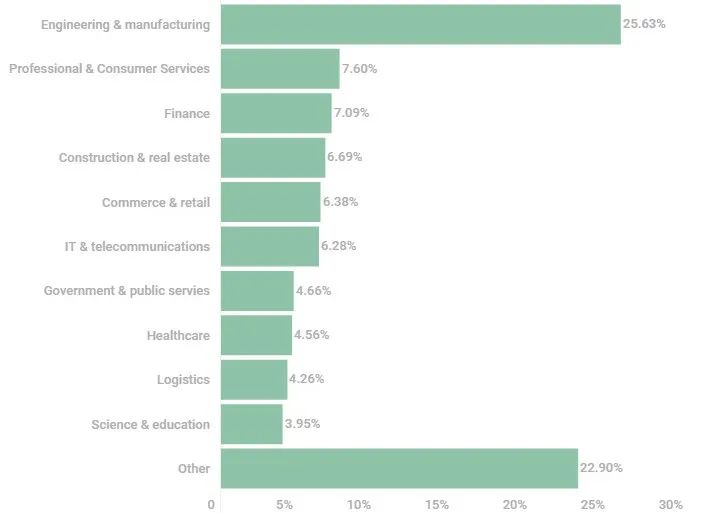 Engineering & manufacturing 25.63%
Professional & Consumer Services 7.60%
Finance 7.09%
Construction & real estate 6.69%
Commerce & retail 6.38%
IT & telecommunications 6.28%
Government & public servies 4.66%
Healthcare 4.56%
Logistics 4.26%
Science & education 3.95%
Other 22.90%
0 5% 10% 15% 20% 25% 30%